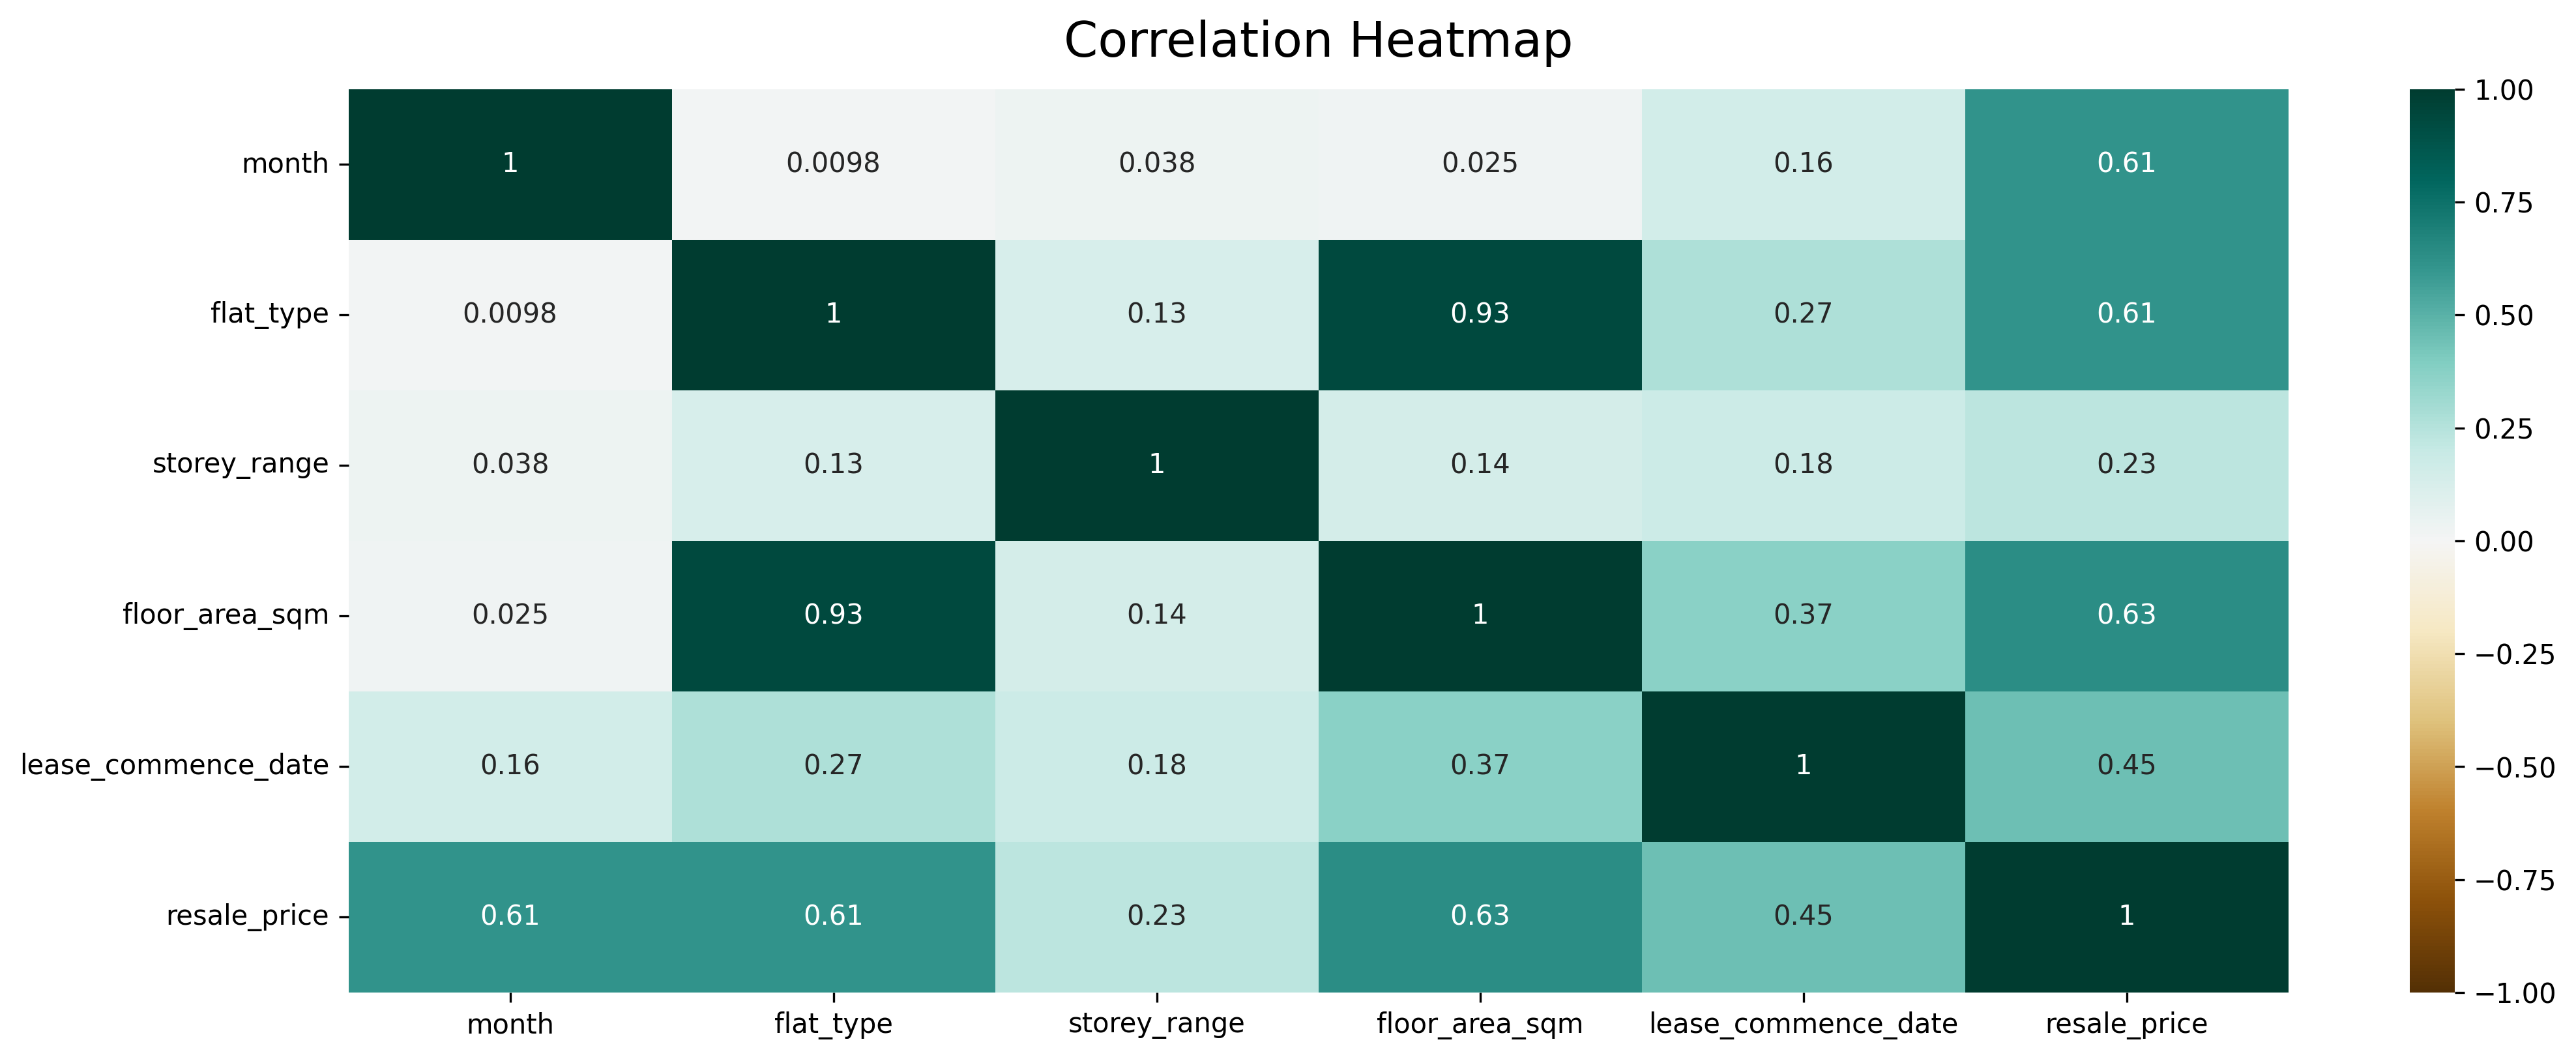 Correlation Heatmap
month 1 0.0098 0.038 0.025 0.16 0.61
flat_type 0.0098 1 0.13 0.93 0.27 0.61
storey_range 0.038 0.13 1 0.14 0.18 0.23
floor_area_sqm 0.025 0.93 0.14 1 0.37 0.63
lease_commence_date 0.16 0.27 0.18 0.37 1 0.45
resale_price 0.61 0.61 0.23 0.63 0.45 1
month flat_type storey_range floor_area_sqm lease_commence_date resale_price
1.00
0.75
0.50
0.25
0.00
−0.25
−0.50
−0.75
−1.00